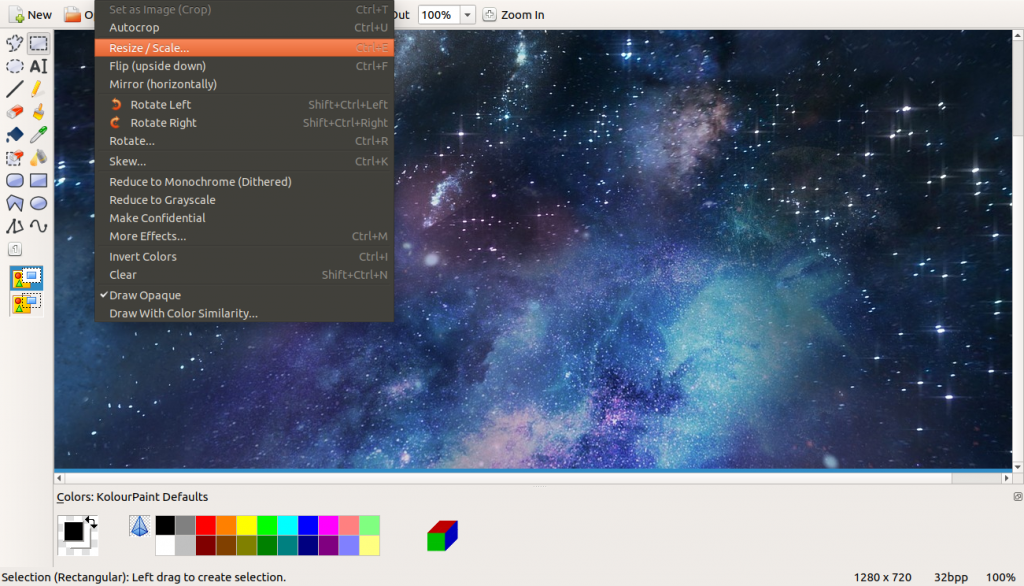 New
O
Out
100%
Zoom In
Set as Image (Crop) Ctrl+T
Autocrop Ctrl+U
Resize / Scale... Ctrl+E
Flip (upside down) Ctrl+F
Mirror (horizontally)
Rotate Left Shift+Ctrl+Left
Rotate Right Shift+Ctrl+Right
Rotate... Ctrl+R
Skew... Ctrl+K
Reduce to Monochrome (Dithered)
Reduce to Grayscale
Make Confidential
More Effects... Ctrl+M
Invert Colors Ctrl+I
Clear Shift+Ctrl+N
Draw Opaque
Draw With Color Similarity...
AI
Colors: KolourPaint Defaults
Selection (Rectangular): Left drag to create selection.
1280 x 720
32bpp
100%